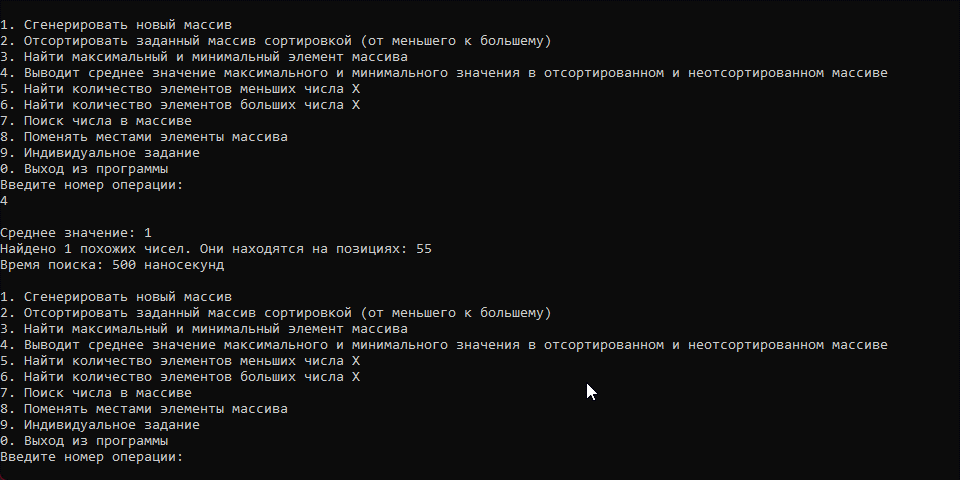 1. Сгенерировать новый массив
2. Отсортировать заданный массив сортировкой (от меньшего к большему)
3. Найти максимальный и минимальный элемент массива
4. Выводит среднее значение максимального и минимального значения в отсортированном и неотсортированном массиве
5. Найти количество элементов меньших числа X
6. Найти количество элементов больших числа X
7. Поиск числа в массиве
8. Поменять местами элементы массива
9. Индивидуальное задание
0. Выход из программы
Введите номер операции:
4
Среднее значение: 1
Найдено 1 похожих чисел. Они находятся на позициях: 55
Время поиска: 500 наносекунд
1. Сгенерировать новый массив
2. Отсортировать заданный массив сортировкой (от меньшего к большему)
3. Найти максимальный и минимальный элемент массива
4. Выводит среднее значение максимального и минимального значения в отсортированном и неотсортированном массиве
5. Найти количество элементов меньших числа X
6. Найти количество элементов больших числа X
7. Поиск числа в массиве
8. Поменять местами элементы массива
9. Индивидуальное задание
0. Выход из программы
Введите номер операции: